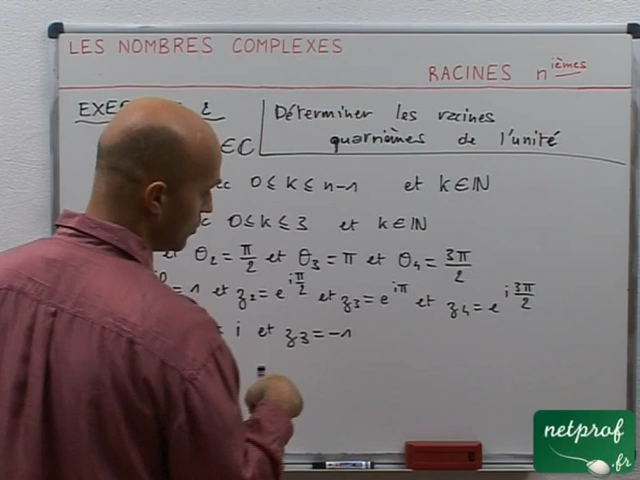 LES NOMBRES COMPLEXES
RACINES n ièmes
Déterminer les racines
quatrièmes de l'unité
∈ C
0 ≤ k ≤ n-1 et k ∈ ℕ
0 ≤ k ≤ 3 et k ∈ ℕ
et θ₂ = π/2 et θ₃ = π et θ₄ = 3π/2
= 1 et z₂ = e^{iπ/2} et z₃ = e^{iπ} et z₄ = e^{i3π/2}
i et z₃ = -1
netprof
.fr